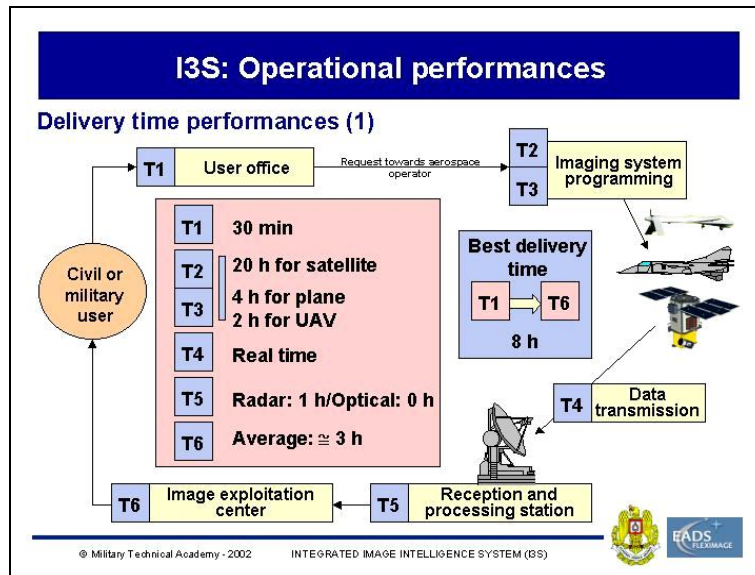 I3S: Operational performances
Delivery time performances (1)
T1
User office
Request towards aerospace
operator
T2
T3
Imaging system
programming
Civil or
military
user
T1
30 min
T2
20 h for satellite
T3
4 h for plane
2 h for UAV
T4
Real time
T5
Radar: 1 h/Optical: 0 h
T6
Average: ≅ 3 h
Best delivery
time
T1
T6
8 h
T4
Data
transmission
T6
Image exploitation
center
T5
Reception and
processing station
© Military Technical Academy - 2002
INTEGRATED IMAGE INTELLIGENCE SYSTEM (I3S)
EADS
FLEXIMAGE